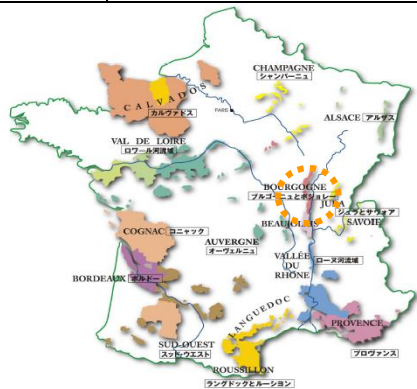 CHAMPAGNE
シャンパーニュ
CALVADOS
カルヴァドス
PARIS
ALSACE アルザス
VAL DE LOIRE
ロワール河流域
BOURGOGNE
ブルゴーニュとボジョレー
JURA
ジュラとサヴォア
SAVOIE
BEAUJOLAIS
COGNAC コニャック
AUVERGNE
オーヴェルニュ
VALLÉE
DU
RHÔNE
ローヌ河流域
BORDEAUX ボルドー
LANGUEDOC
PROVENCE
プロヴァンス
SUD-OUEST
スッド・ウエスト
ROUSSILLON
ラングドックとルーション